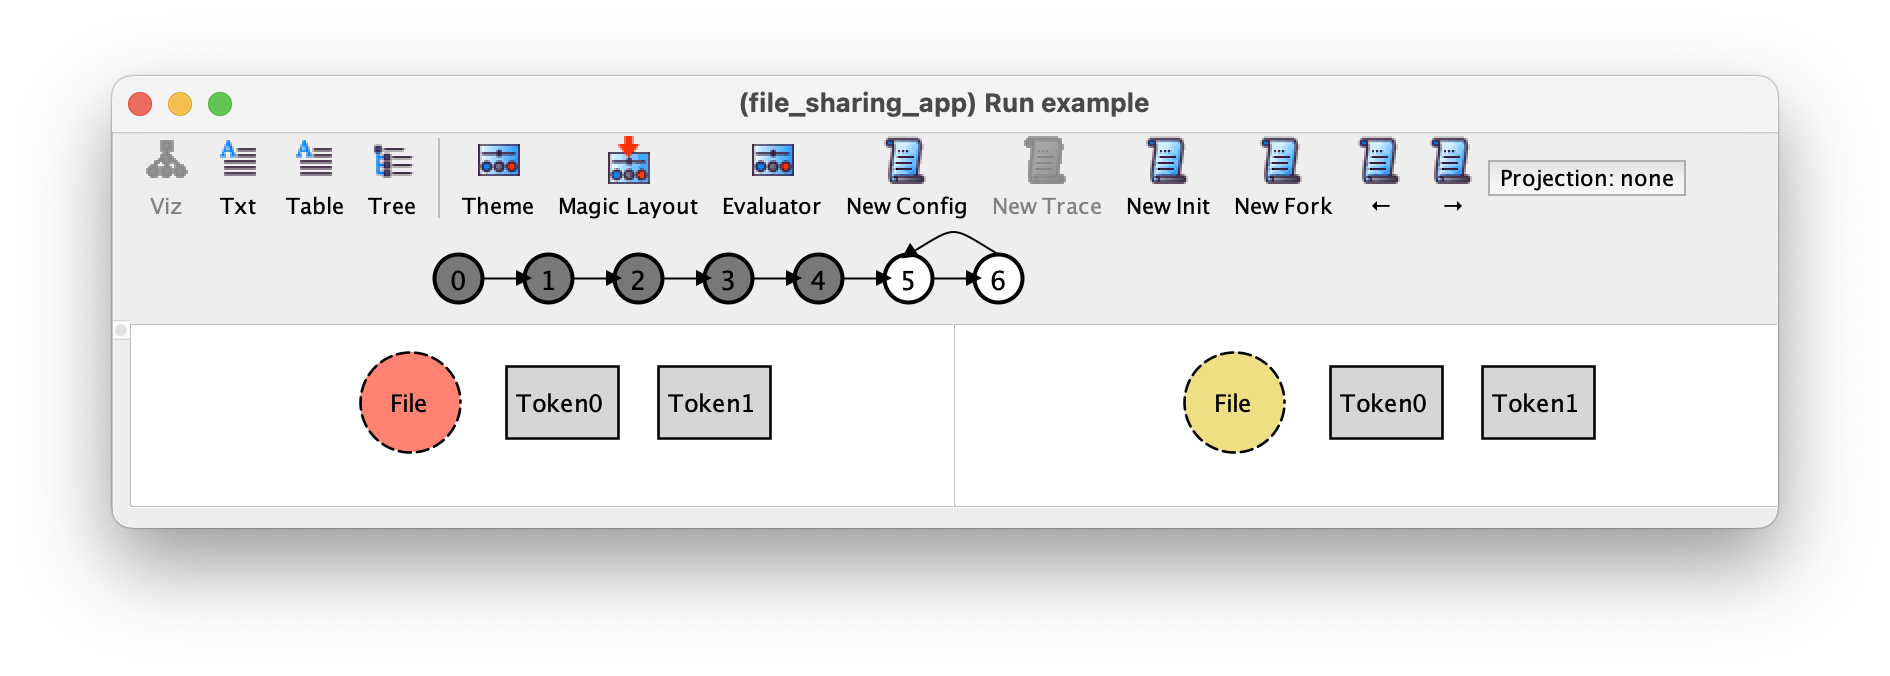 (file_sharing_app) Run example
Viz Txt Table Tree Theme Magic Layout Evaluator New Config New Trace New Init New Fork ← →
Projection: none
0 1 2 3 4 5 6
File Token0 Token1 File Token0 Token1